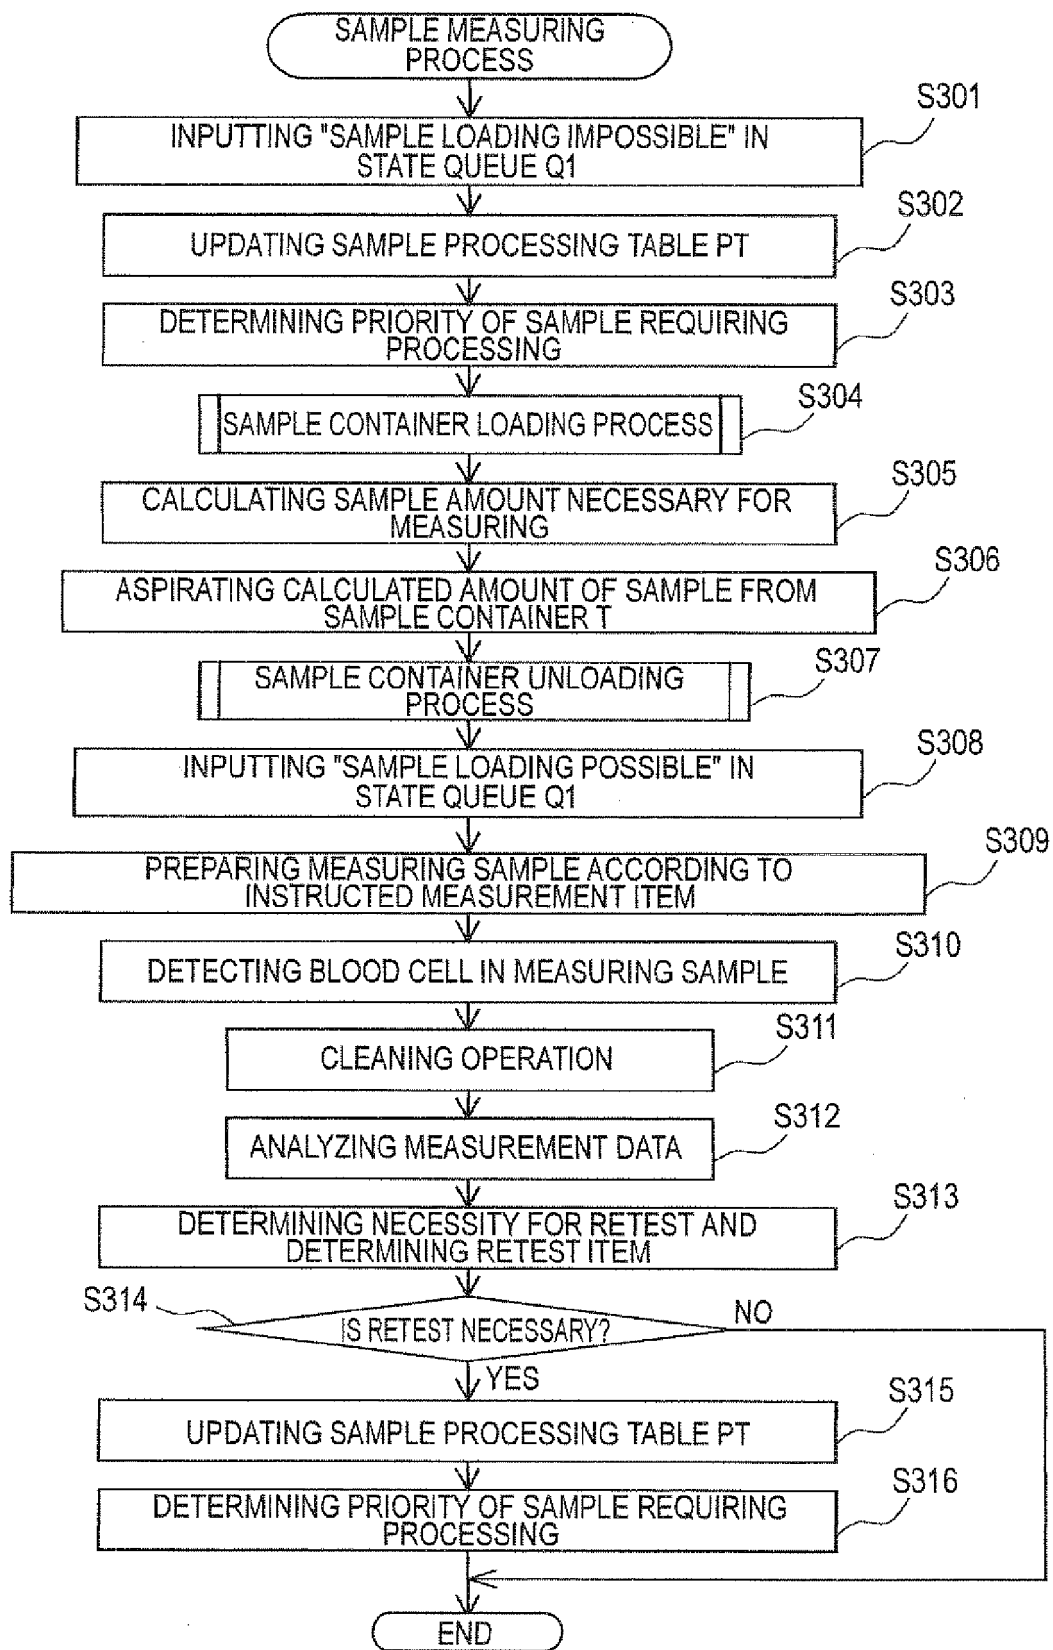 SAMPLE MEASURING
PROCESS
S301
INPUTTING "SAMPLE LOADING IMPOSSIBLE" IN
STATE QUEUE Q1
S302
UPDATING SAMPLE PROCESSING TABLE PT
S303
DETERMINING PRIORITY OF SAMPLE REQUIRING
PROCESSING
S304
SAMPLE CONTAINER LOADING PROCESS
S305
CALCULATING SAMPLE AMOUNT NECESSARY FOR
MEASURING
S306
ASPIRATING CALCULATED AMOUNT OF SAMPLE FROM
SAMPLE CONTAINER T
S307
SAMPLE CONTAINER UNLOADING
PROCESS
S308
INPUTTING "SAMPLE LOADING POSSIBLE" IN
STATE QUEUE Q1
S309
PREPARING MEASURING SAMPLE ACCORDING TO
INSTRUCTED MEASUREMENT ITEM
S310
DETECTING BLOOD CELL IN MEASURING SAMPLE
S311
CLEANING OPERATION
S312
ANALYZING MEASUREMENT DATA
S313
DETERMINING NECESSITY FOR RETEST AND
DETERMINING RETEST ITEM
S314
IS RETEST NECESSARY?
NO
YES
S315
UPDATING SAMPLE PROCESSING TABLE PT
S316
DETERMINING PRIORITY OF SAMPLE REQUIRING
PROCESSING
END